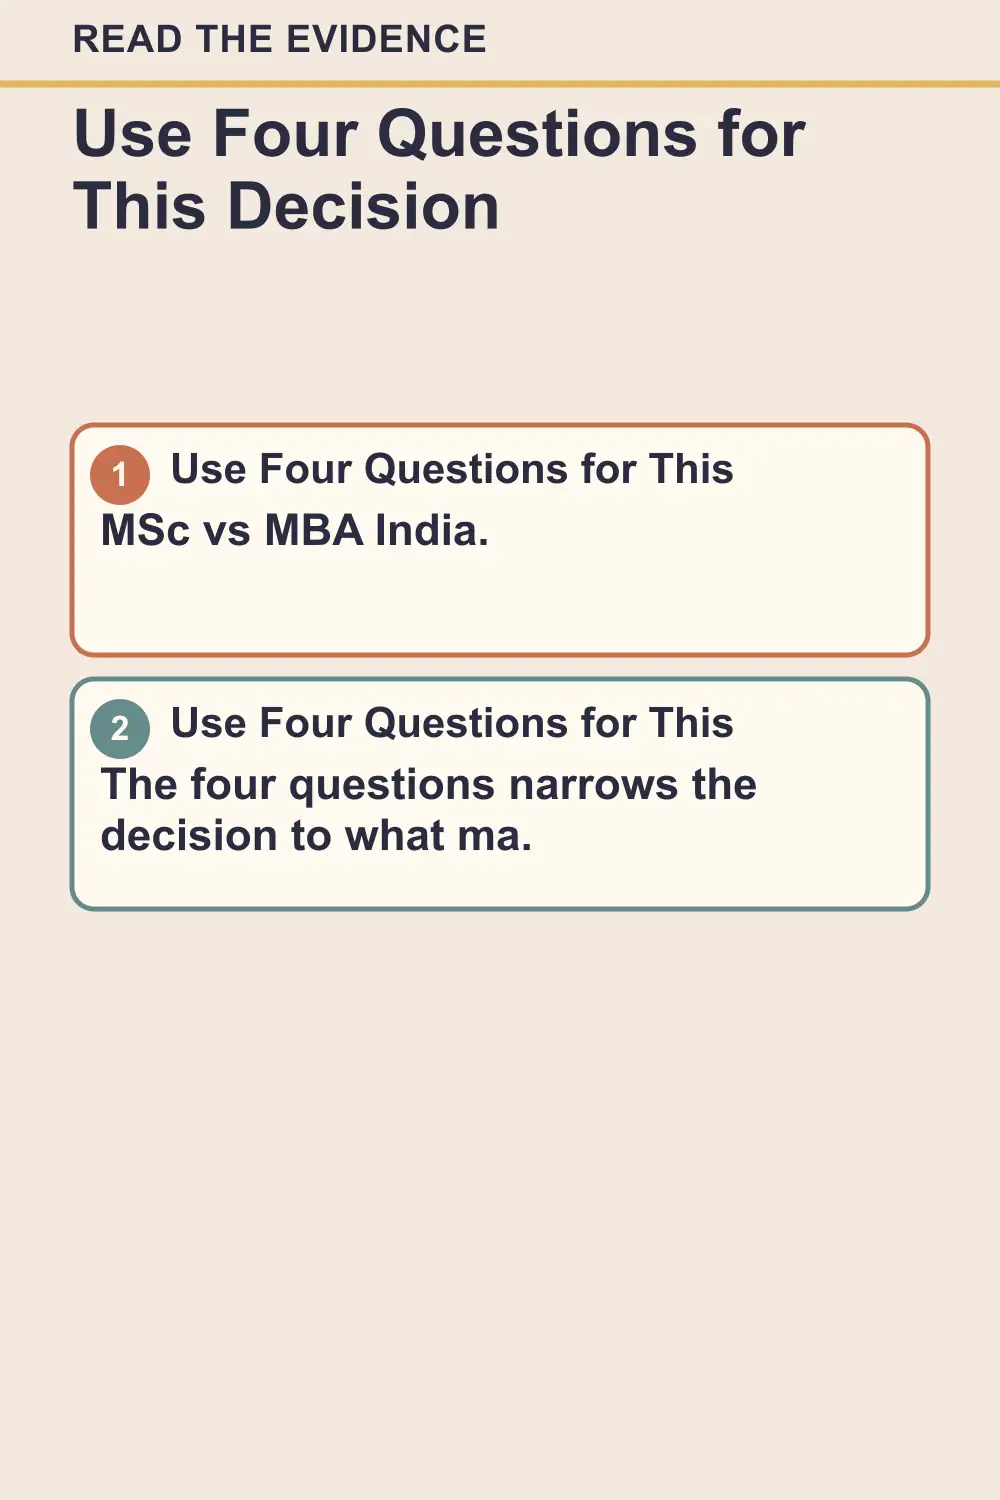 READ THE EVIDENCE
Use Four Questions for
This Decision
1 Use Four Questions for This
MSc vs MBA India.
2 Use Four Questions for This
The four questions narrows the
decision to what ma.